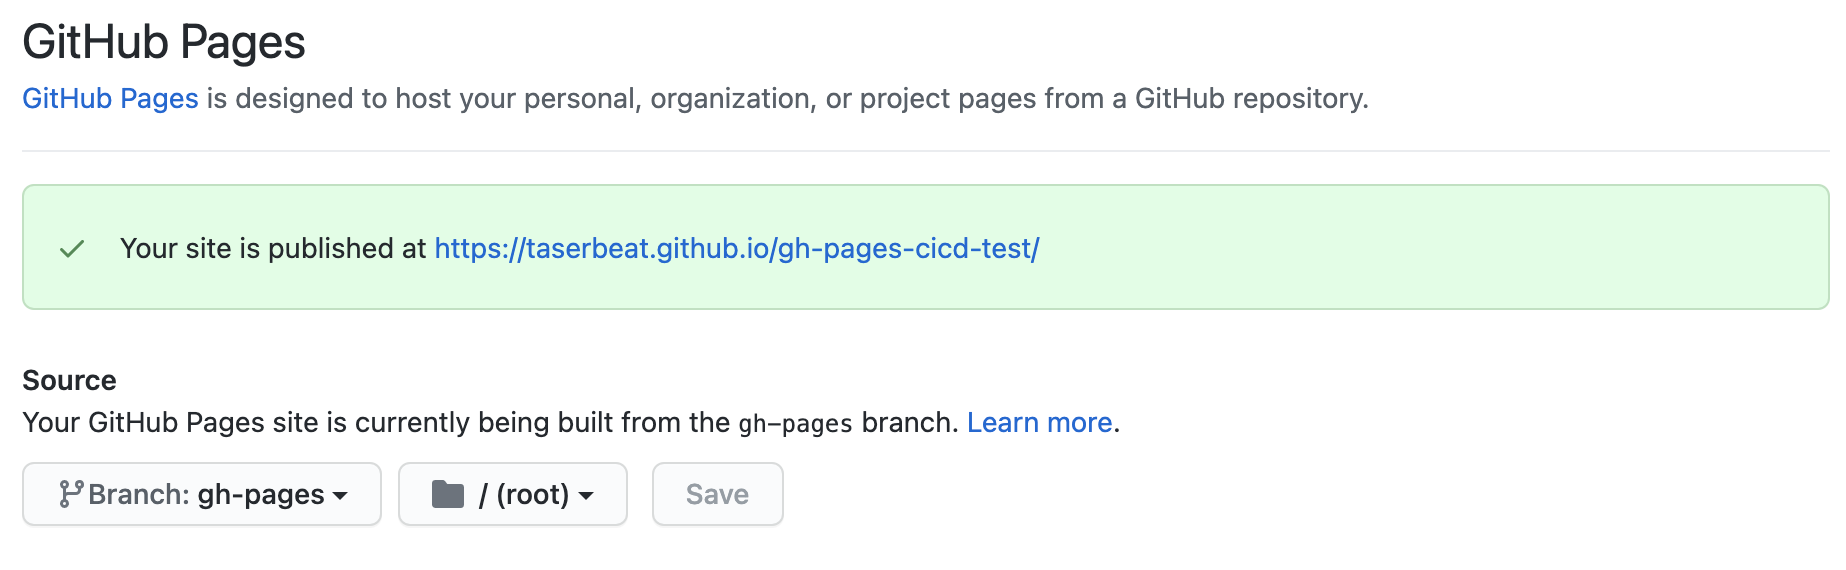 GitHub Pages
GitHub Pages is designed to host your personal, organization, or project pages from a GitHub repository.
Your site is published at https://taserbeat.github.io/gh-pages-cicd-test/
Source
Your GitHub Pages site is currently being built from the gh-pages branch. Learn more.
Branch: gh-pages / (root) Save